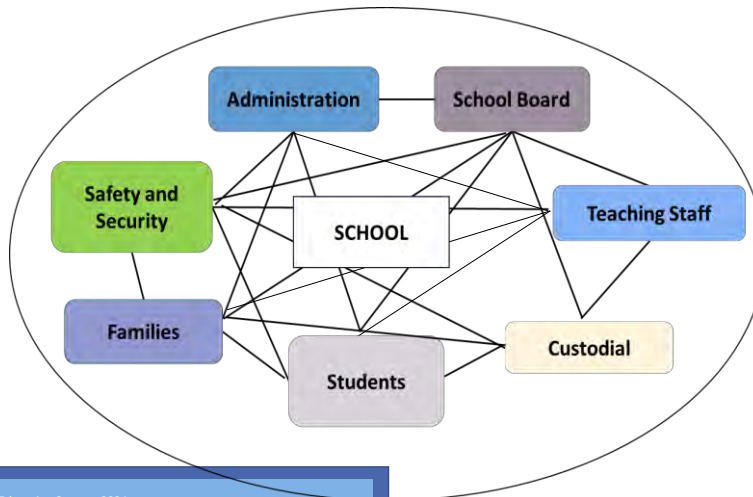 Administration
School Board
Safety and
Security
SCHOOL
Teaching Staff
Families
Custodial
Students